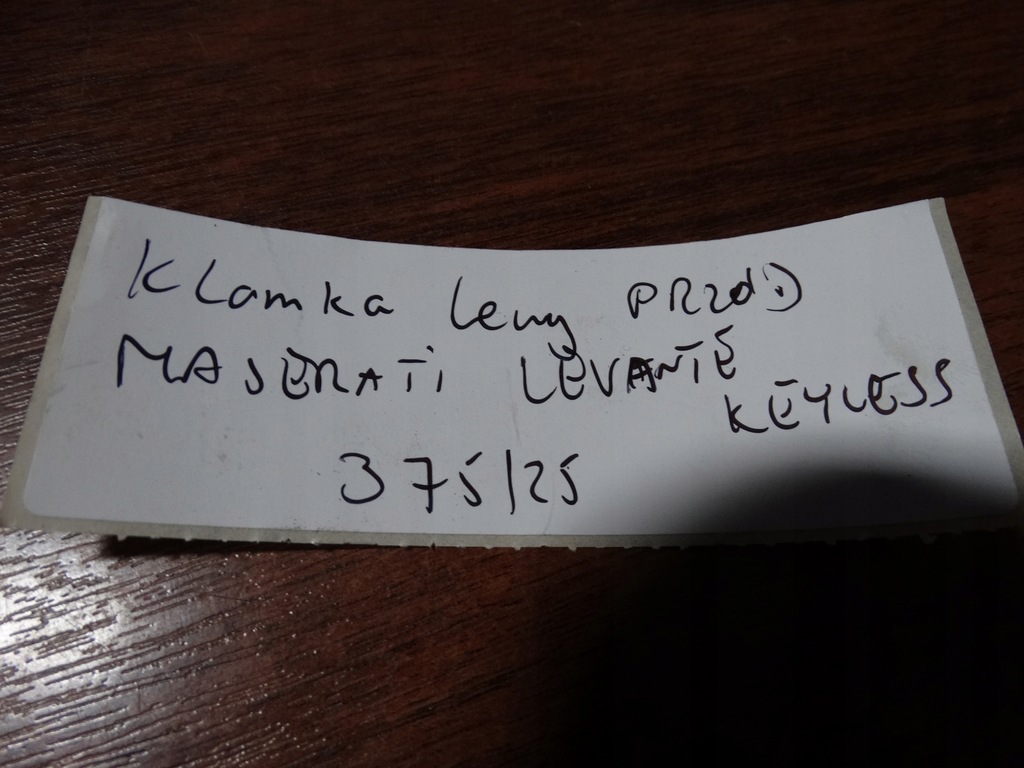 Klamka lewy PRzód
MASERATI LEVANTE
KEYLESS
375/25